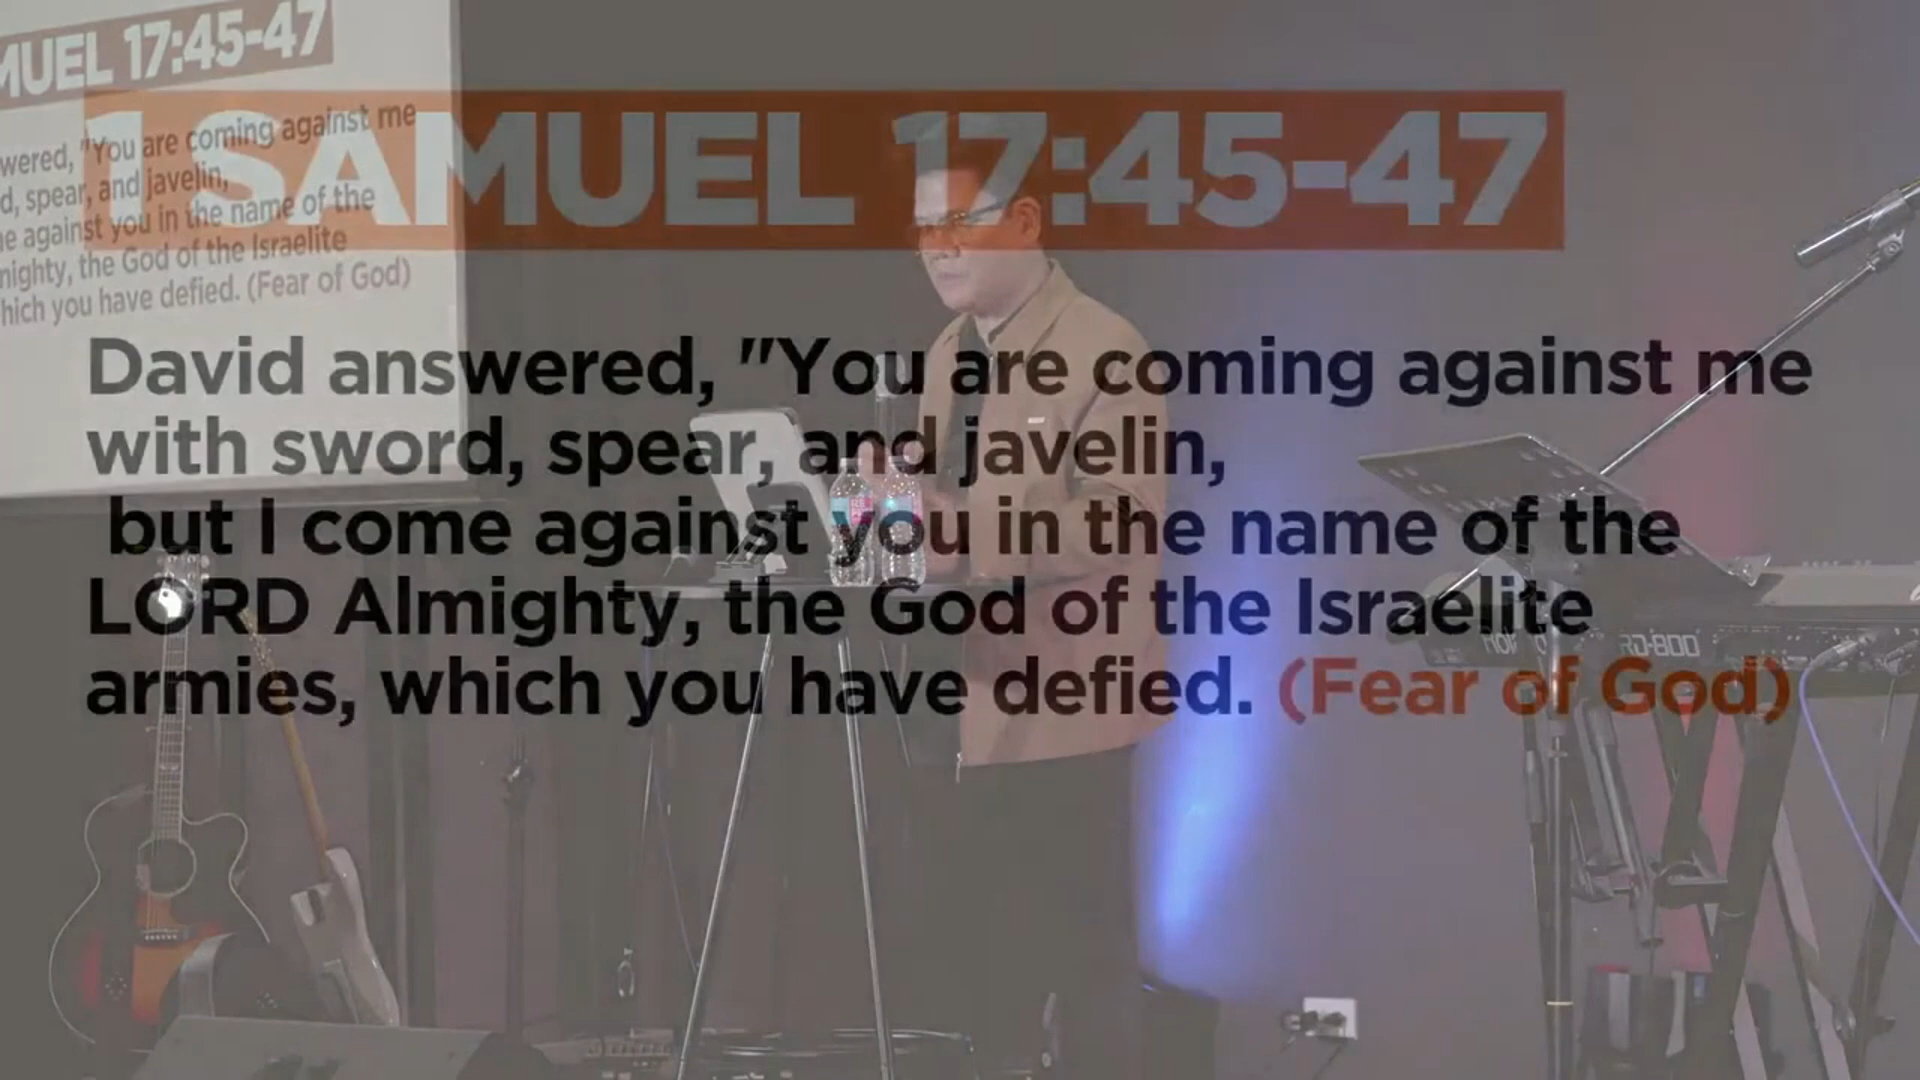 MUEL 17:45-47
wered, "You are coming against me
d, spear, and javelin,
e against you in the name of the
mighty, the God of the Israelite
hich you have defied. (Fear of God)
1 SAMUEL 17:45-47
David answered, "You are coming against me
with sword, spear, and javelin,
but I come against you in the name of the
LORD Almighty, the God of the Israelite
armies, which you have defied. (Fear of God)
RD-800